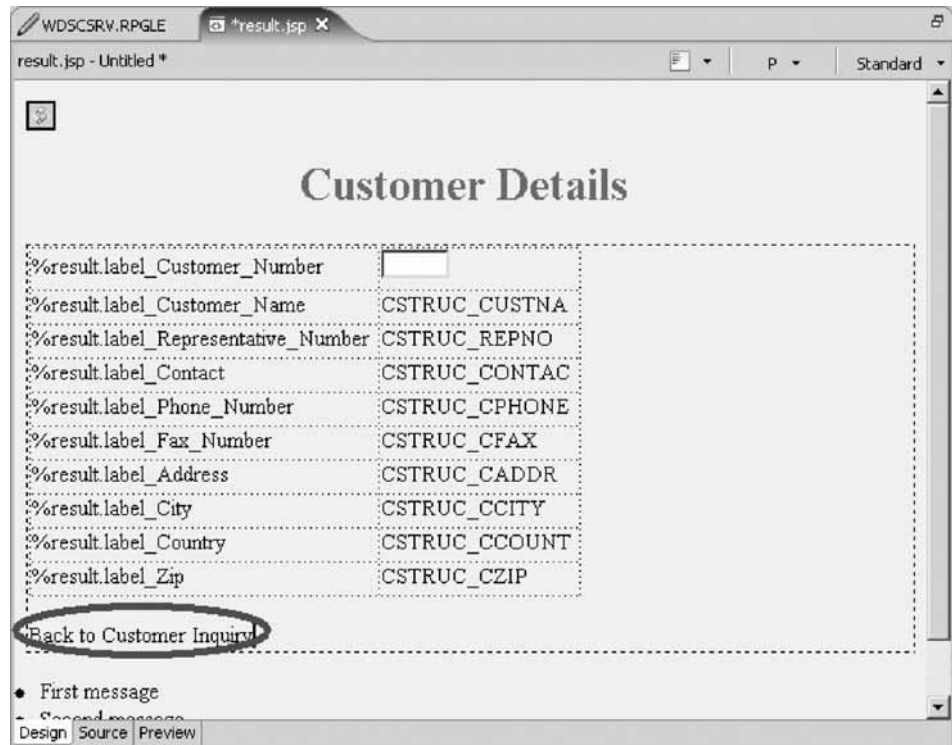 WDSCSRV.RPGLE *result.jsp
result.jsp - Untitled * P Standard
Customer Details
%result.label_Customer_Number
%result.label_Customer_Name CSTRUC_CUSTNA
%result.label_Representative_Number CSTRUC_REPNO
%result.label_Contact CSTRUC_CONTAC
%result.label_Phone_Number CSTRUC_CPHONE
%result.label_Fax_Number CSTRUC_CFAX
%result.label_Address CSTRUC_CADDR
%result.label_City CSTRUC_CCITY
%result.label_Country CSTRUC_CCOUNT
%result.label_Zip CSTRUC_CZIP
Back to Customer Inquiry
First message
Second message
Design Source Preview